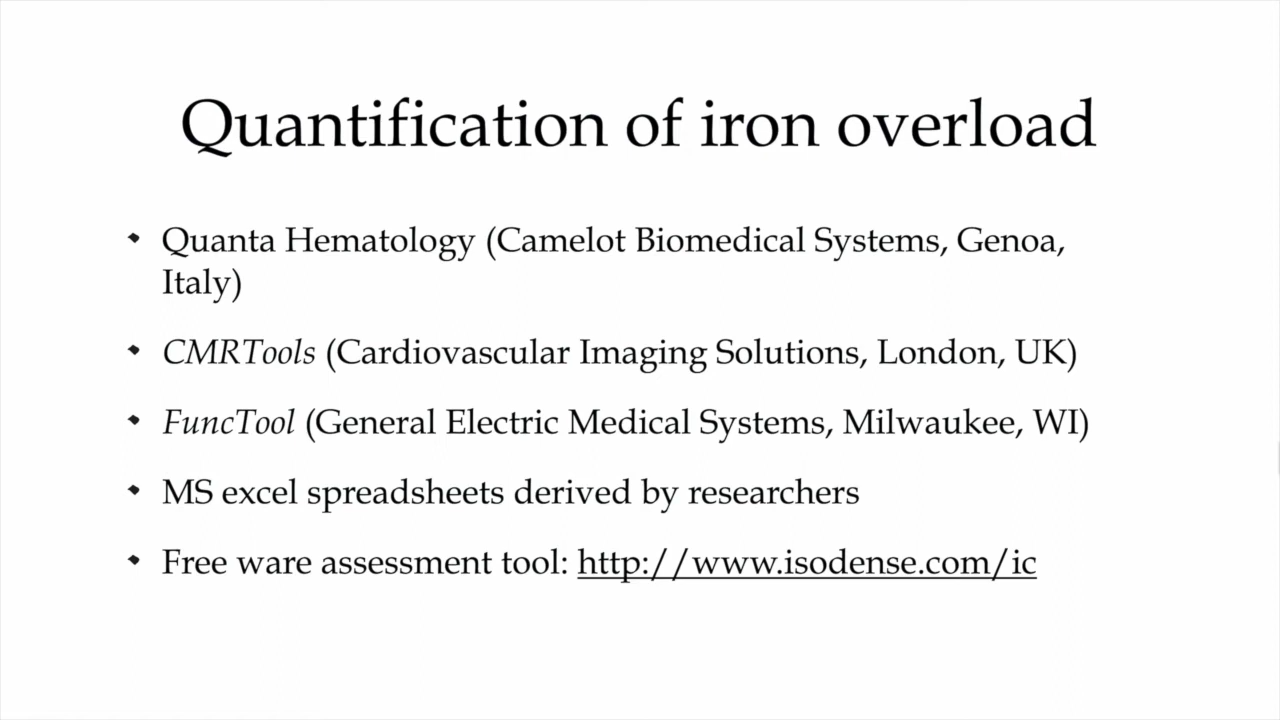 Quantification of iron overload
Quanta Hematology (Camelot Biomedical Systems, Genoa,
Italy)
CMRTools (Cardiovascular Imaging Solutions, London, UK)
FuncTool (General Electric Medical Systems, Milwaukee, WI)
MS excel spreadsheets derived by researchers
Free ware assessment tool: http://www.isodense.com/ic